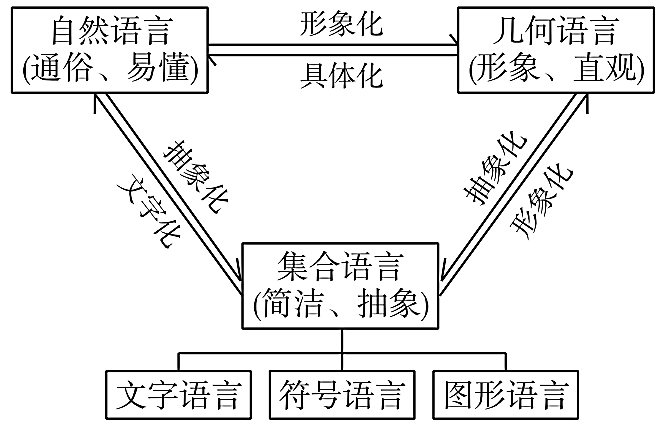 自然语言
(通俗、易懂)
形象化
具体化
几何语言
(形象、直观)
抽象化
文字化
抽象化
形象化
集合语言
(简洁、抽象)
文字语言
符号语言
图形语言